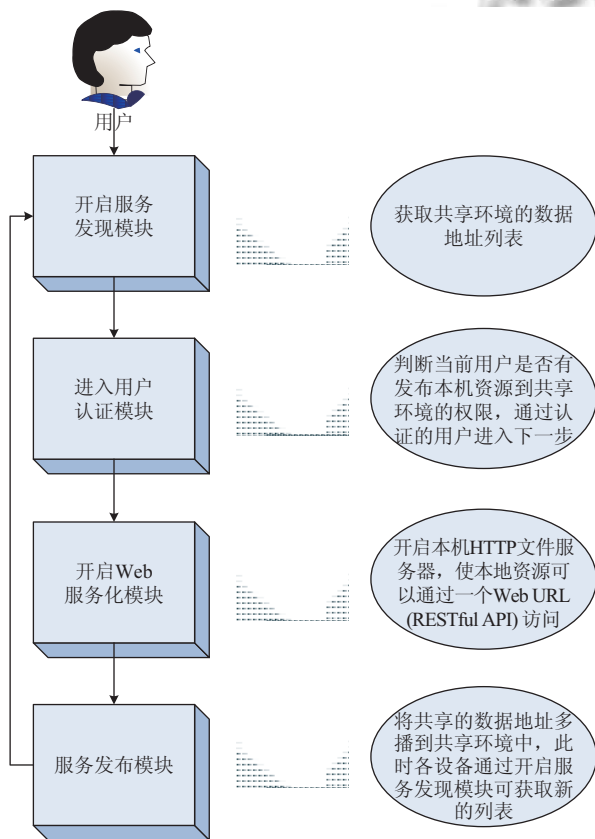 用户
开启服务
发现模块
获取共享环境的数据
地址列表
进入用户
认证模块
判断当前用户是否有
发布本机资源到共享
环境的权限，通过认
证的用户进入下一步
开启Web
服务化模块
开启本机HTTP文件服
务器，使本地资源可
以通过一个Web URL
(RESTful API) 访问
服务发布模块
将共享的数据地址多
播到共享环境中，此
时各设备通过开启服
务发现模块可获取新
的列表